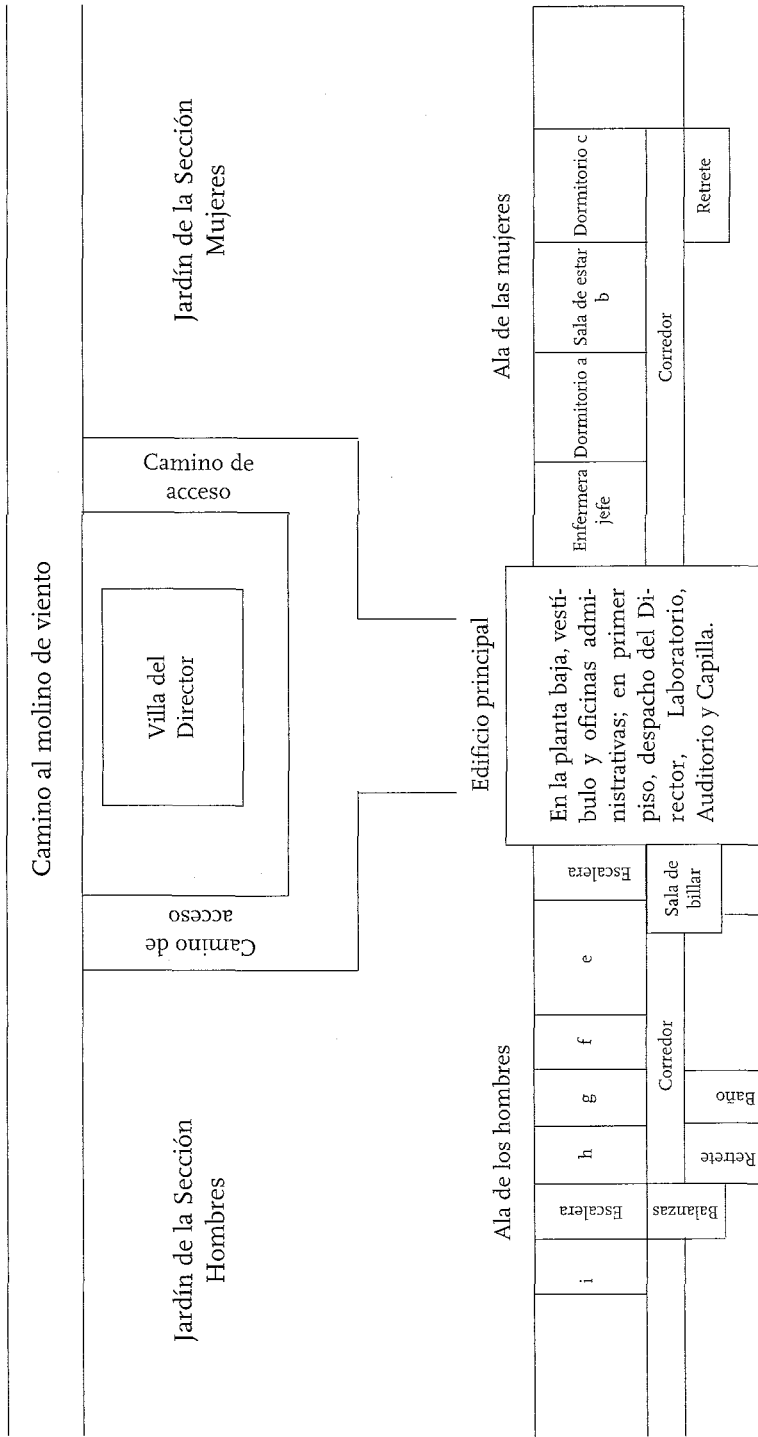 Camino al molino de viento
Jardín de la Sección
Hombres
Camino de
acceso
Villa del
Director
Camino de
acceso
Jardín de la Sección
Mujeres
Ala de los hombres
Edificio principal
Ala de las mujeres
i
Escalera
h
g
f
e
Escalera
Balanzas
Retrete
Baño
Corredor
Sala de
billar
En la planta baja, vestí-
bulo y oficinas admi-
nistrativas; en primer
piso, despacho del Di-
rector, Laboratorio,
Auditorio y Capilla.
Enfermera
jefe
Dormitorio a
Sala de estar
b
Dormitorio c
Corredor
Retrete